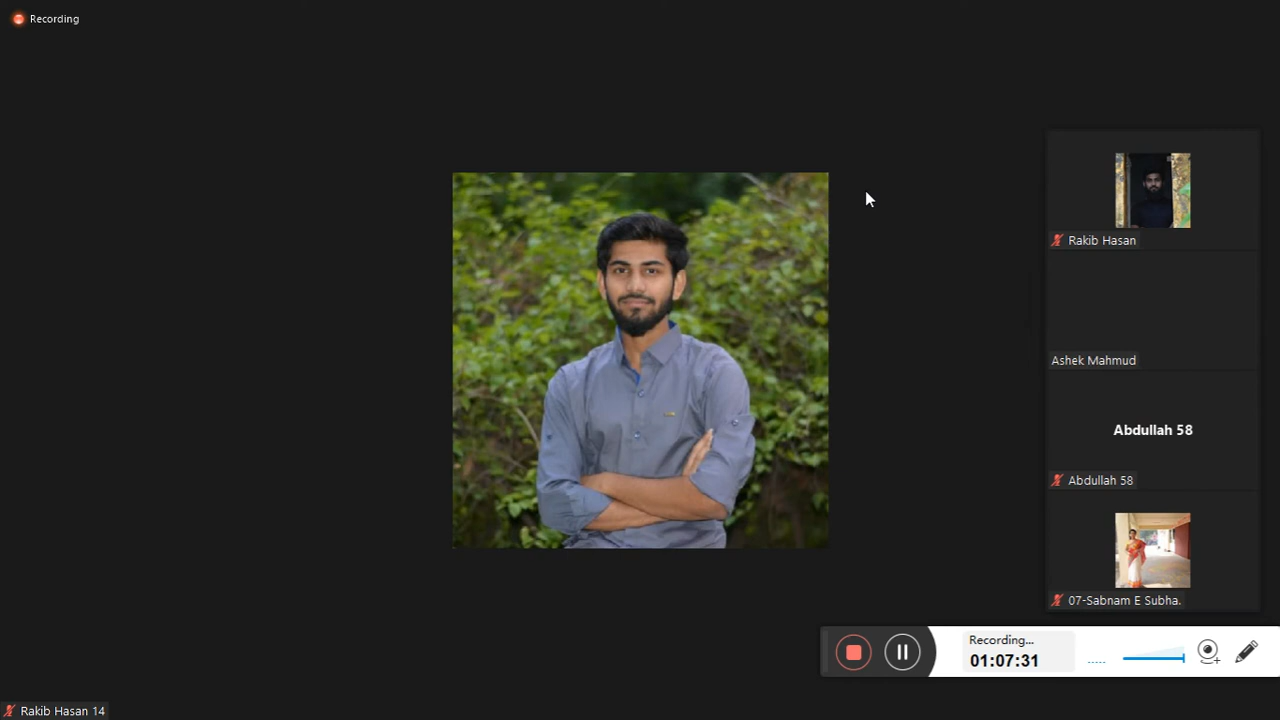 Recording
Rakib Hasan
Ashek Mahmud
Abdullah 58
Abdullah 58
07-Sabnam E Subha.
Recording...
01:07:31
Rakib Hasan 14